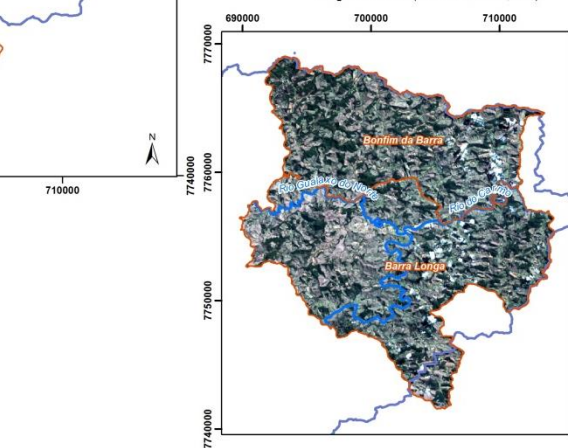 690000 700000 710000
7770000
N
7740000
710000
7760000
Bonfim da Barra
Rio Gualaxo do Norte
Rio do Carmo
Barra Longa
7750000
7740000